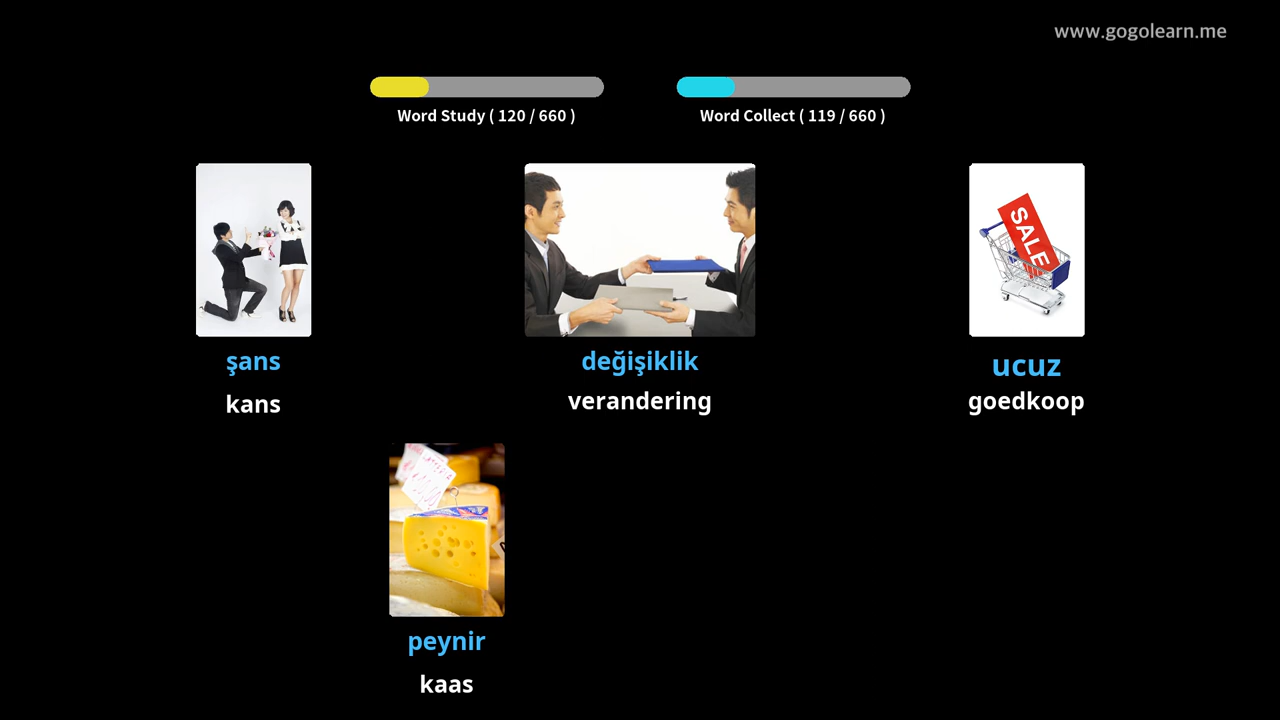 www.gogolearn.me
Word Study ( 120 / 660 )
Word Collect ( 119 / 660 )
SALE
şans
değişiklik
ucuz
kans
verandering
goedkoop
peynir
kaas